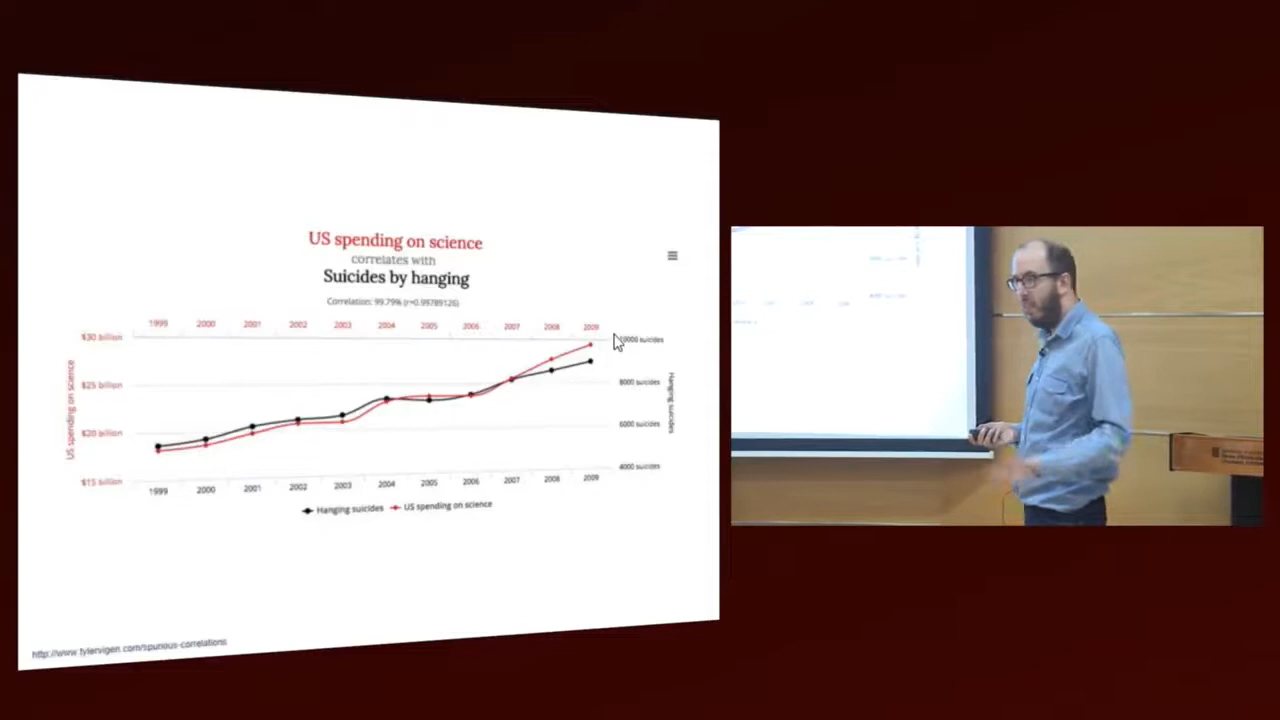 US spending on science
correlates with
Suicides by hanging
Correlation: 99.79% (r=0.99789126)
1999 2000 2001 2002 2003 2004 2005 2006 2007 2008 2009
$30 billion
$25 billion
$20 billion
$15 billion
US spending on science
10000 suicides
8000 suicides
6000 suicides
4000 suicides
Hanging suicides
1999 2000 2001 2002 2003 2004 2005 2006 2007 2008 2009
Hanging suicides US spending on science
http://www.tylervigen.com/spurious-correlations